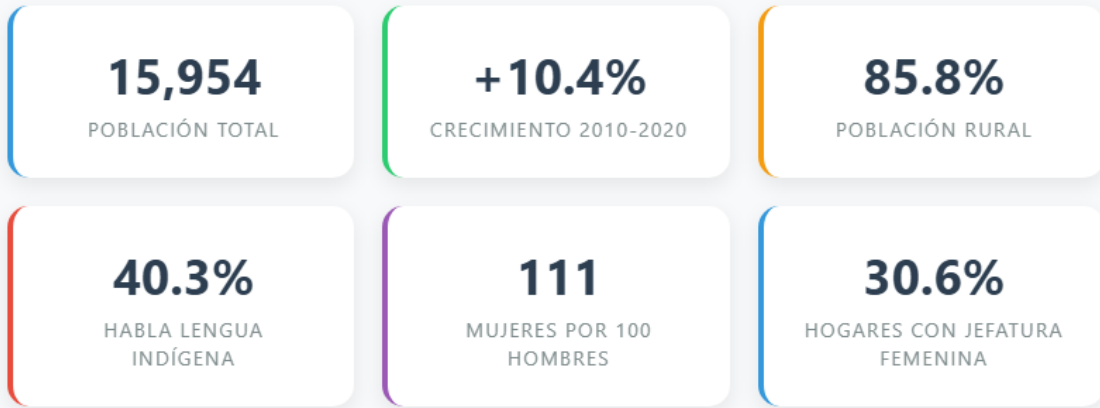 15,954
POBLACIÓN TOTAL
+10.4%
CRECIMIENTO 2010-2020
85.8%
POBLACIÓN RURAL
40.3%
HABLA LENGUA
INDÍGENA
111
MUJERES POR 100
HOMBRES
30.6%
HOGARES CON JEFATURA
FEMENINA